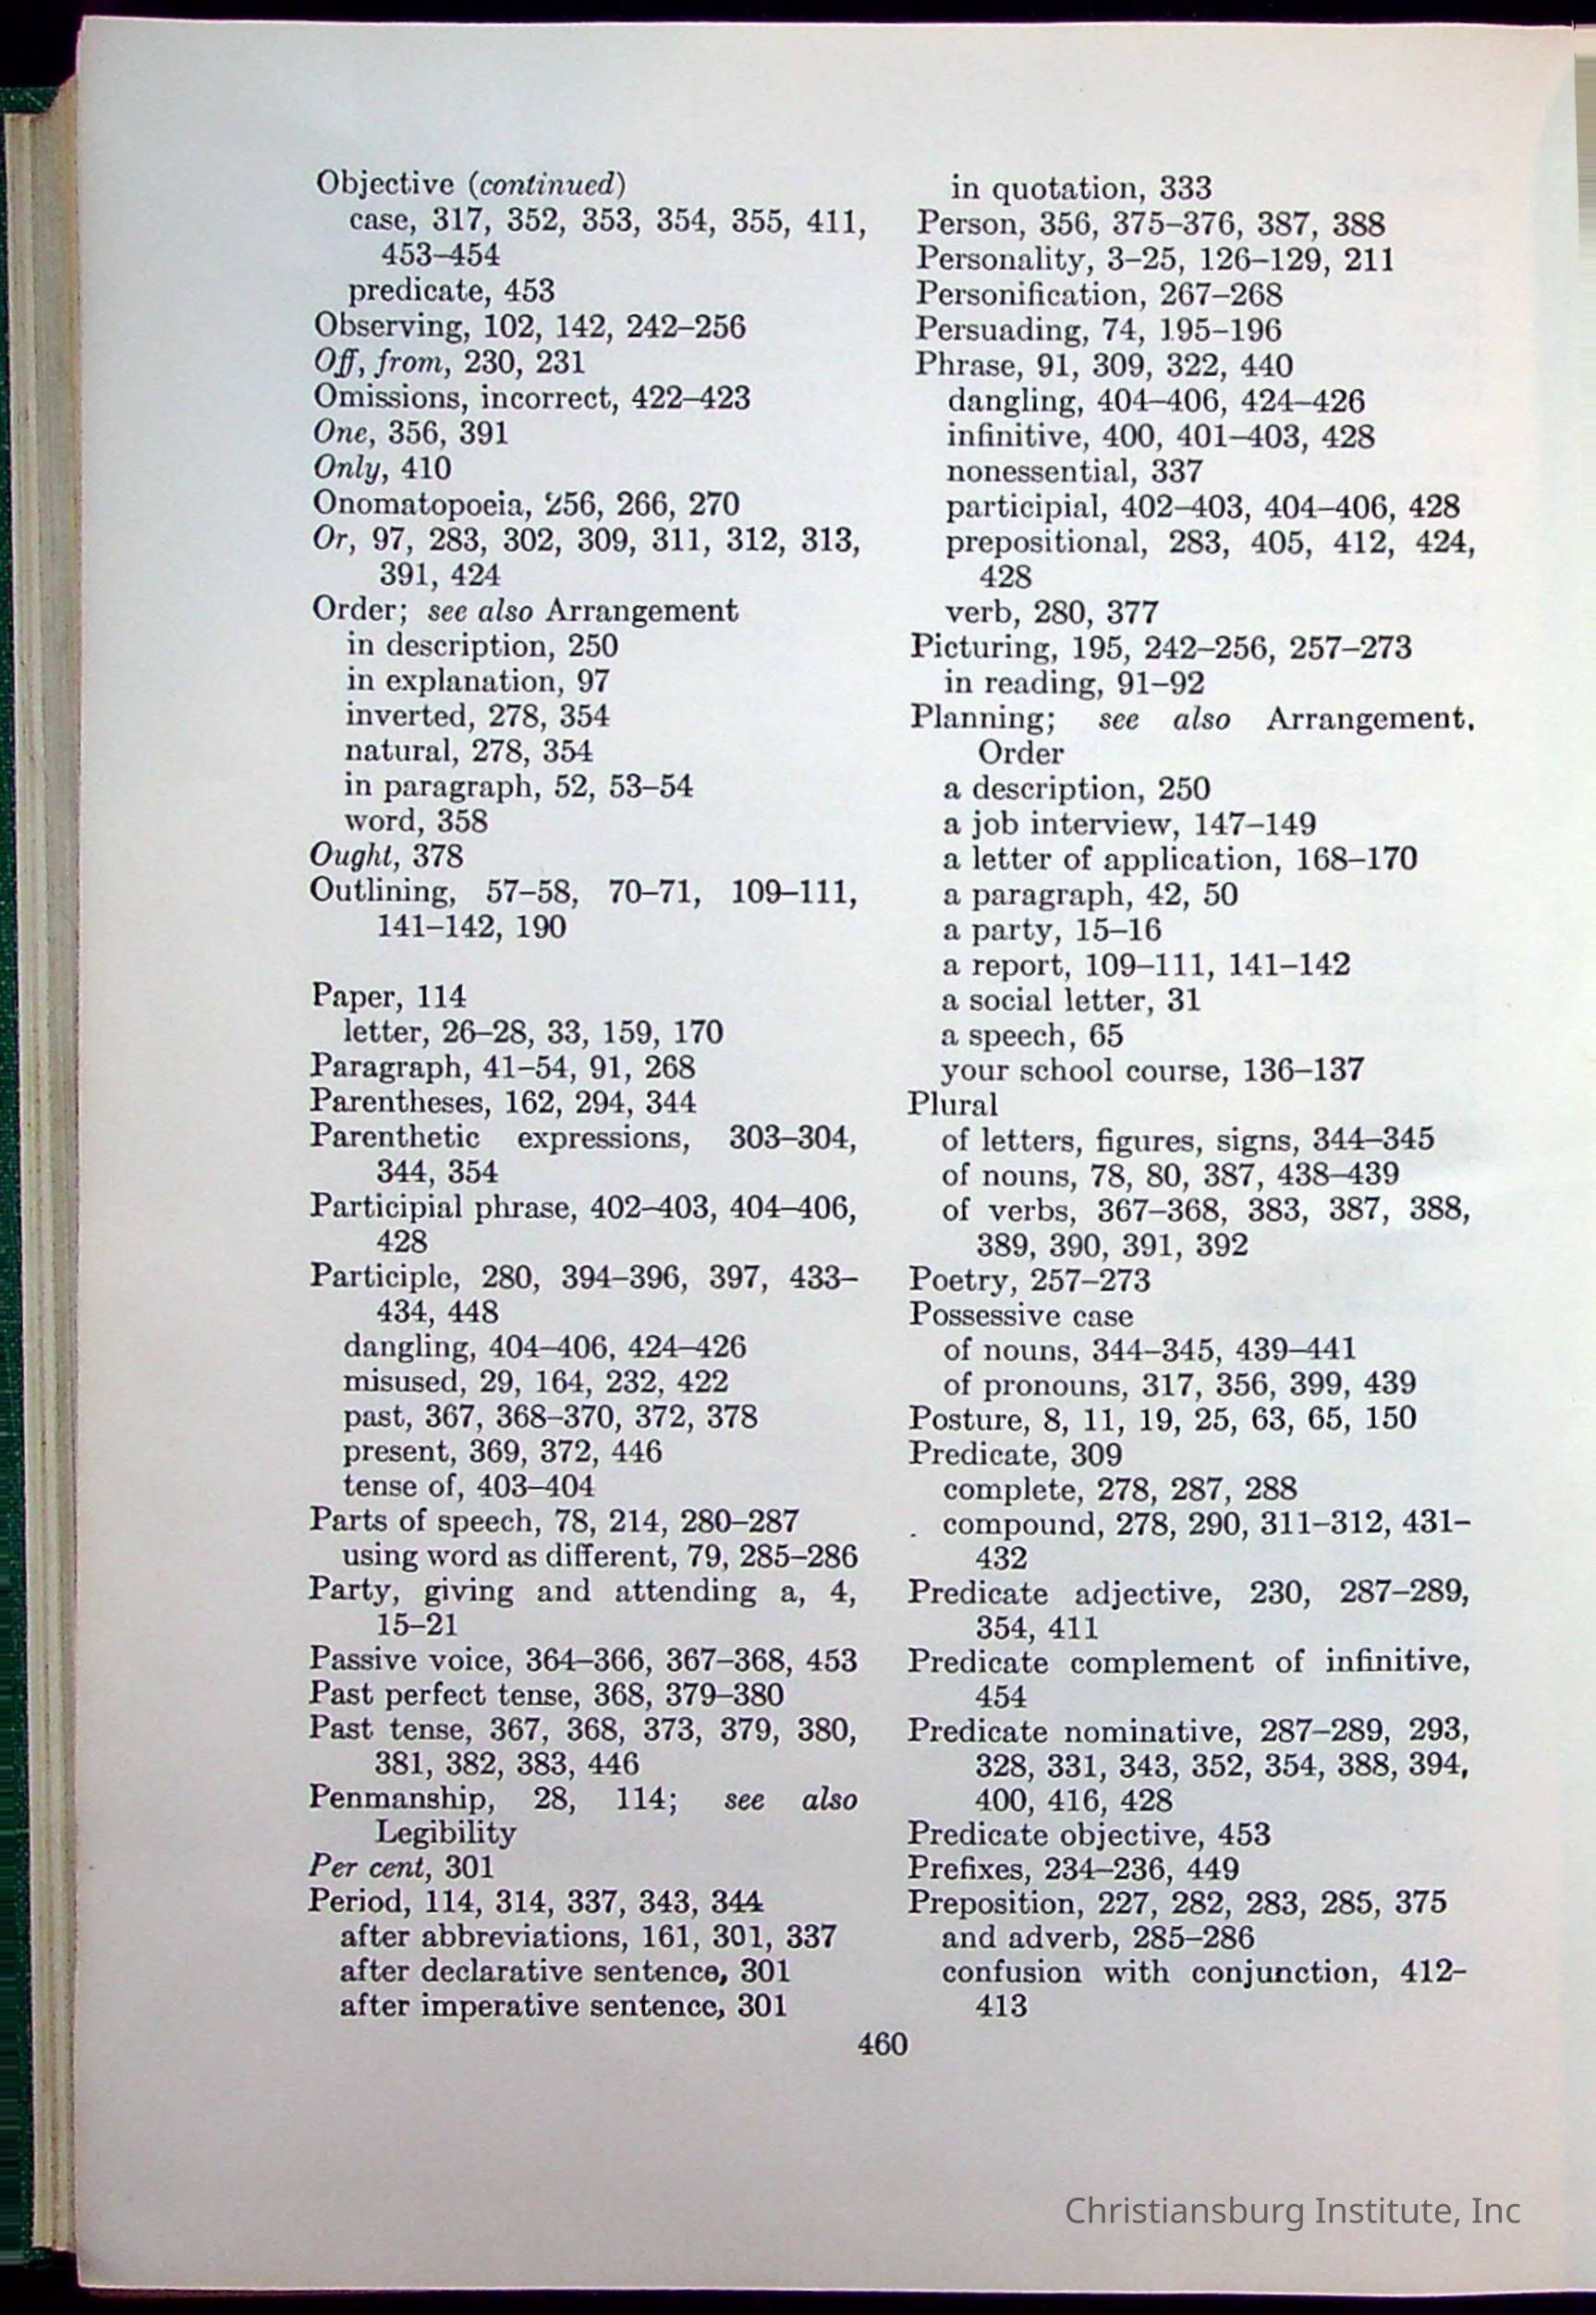 Objective (continued)
case, 317, 352, 353, 354, 355, 411,
453–454
predicate, 453
Observing, 102, 142, 242–256
Off, from, 230, 231
Omissions, incorrect, 422–423
One, 356, 391
Only, 410
Onomatopoeia, 256, 266, 270
Or, 97, 283, 302, 309, 311, 312, 313,
391, 424
Order; see also Arrangement
in description, 250
in explanation, 97
inverted, 278, 354
natural, 278, 354
in paragraph, 52, 53–54
word, 358
Ought, 378
Outlining, 57–58, 70–71, 109–111,
141–142, 190
Paper, 114
letter, 26–28, 33, 159, 170
Paragraph, 41–54, 91, 268
Parentheses, 162, 294, 344
Parenthetic expressions, 303–304,
344, 354
Participial phrase, 402–403, 404–406,
428
Participle, 280, 394–396, 397, 433–
434, 448
dangling, 404–406, 424–426
misused, 29, 164, 232, 422
past, 367, 368–370, 372, 378
present, 369, 372, 446
tense of, 403–404
Parts of speech, 78, 214, 280–287
using word as different, 79, 285–286
Party, giving and attending a, 4,
15–21
Passive voice, 364–366, 367–368, 453
Past perfect tense, 368, 379–380
Past tense, 367, 368, 373, 379, 380,
381, 382, 383, 446
Penmanship, 28, 114; see also
Legibility
Per cent, 301
Period, 114, 314, 337, 343, 344
after abbreviations, 161, 301, 337
after declarative sentence, 301
after imperative sentence, 301
in quotation, 333
Person, 356, 375–376, 387, 388
Personality, 3–25, 126–129, 211
Personification, 267–268
Persuading, 74, 195–196
Phrase, 91, 309, 322, 440
dangling, 404–406, 424–426
infinitive, 400, 401–403, 428
nonessential, 337
participial, 402–403, 404–406, 428
prepositional, 283, 405, 412, 424,
428
verb, 280, 377
Picturing, 195, 242–256, 257–273
in reading, 91–92
Planning; see also Arrangement.
Order
a description, 250
a job interview, 147–149
a letter of application, 168–170
a paragraph, 42, 50
a party, 15–16
a report, 109–111, 141–142
a social letter, 31
a speech, 65
your school course, 136–137
Plural
of letters, figures, signs, 344–345
of nouns, 78, 80, 387, 438–439
of verbs, 367–368, 383, 387, 388,
389, 390, 391, 392
Poetry, 257–273
Possessive case
of nouns, 344–345, 439–441
of pronouns, 317, 356, 399, 439
Posture, 8, 11, 19, 25, 63, 65, 150
Predicate, 309
complete, 278, 287, 288
compound, 278, 290, 311–312, 431–
432
Predicate adjective, 230, 287–289,
354, 411
Predicate complement of infinitive,
454
Predicate nominative, 287–289, 293,
328, 331, 343, 352, 354, 388, 394,
400, 416, 428
Predicate objective, 453
Prefixes, 234–236, 449
Preposition, 227, 282, 283, 285, 375
and adverb, 285–286
confusion with conjunction, 412–
413
460
Christiansburg Institute, Inc